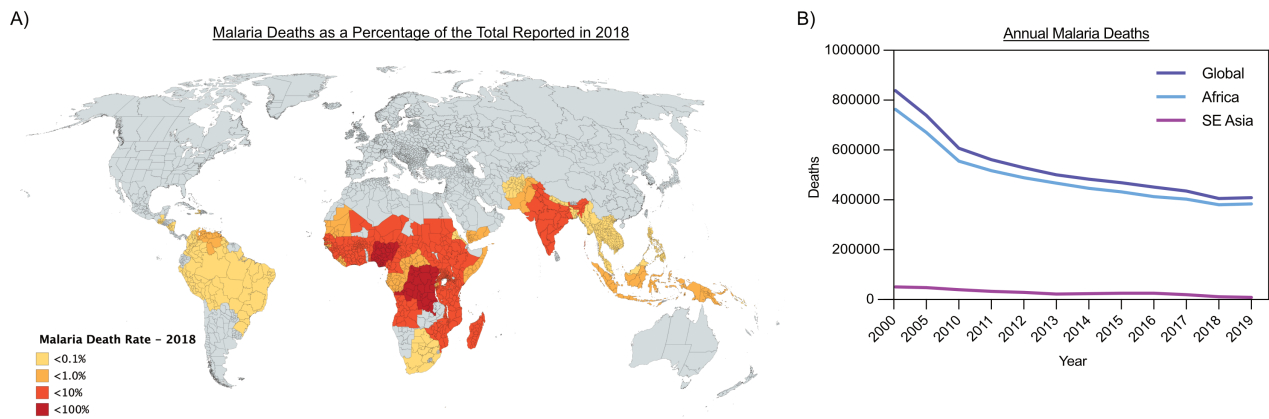 A)
Malaria Deaths as a Percentage of the Total Reported in 2018
Malaria Death Rate - 2018
<0.1%
<1.0%
<10%
<100%
B)
Annual Malaria Deaths
1000000
800000
600000
400000
200000
0
Deaths
Global
Africa
SE Asia
2000
2005
2010
2011
2012
2013
2014
2015
2016
2017
2018
2019
Year